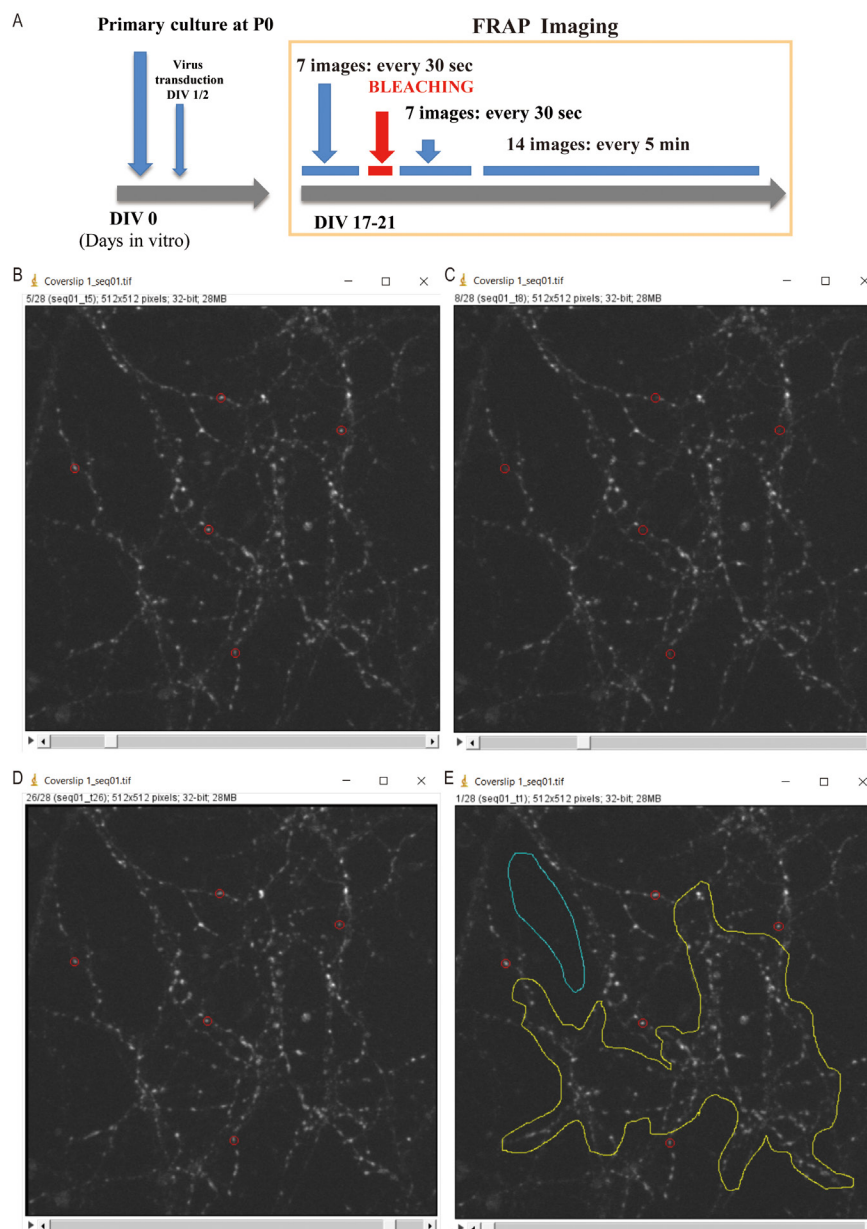 A
Primary culture at P0
Virus
transduction
DIV 1/2
DIV 0
(Days in vitro)
FRAP Imaging
7 images: every 30 sec
BLEACHING
7 images: every 30 sec
14 images: every 5 min
DIV 17-21
B
Coverslip 1_seq01.tif
5/28 (seq01_t5); 512x512 pixels; 32-bit; 28MB
C
Coverslip 1_seq01.tif
8/28 (seq01_t8); 512x512 pixels; 32-bit; 28MB
D
Coverslip 1_seq01.tif
26/28 (seq01_t26); 512x512 pixels; 32-bit; 28MB
E
Coverslip 1_seq01.tif
1/28 (seq01_t1); 512x512 pixels; 32-bit; 28MB